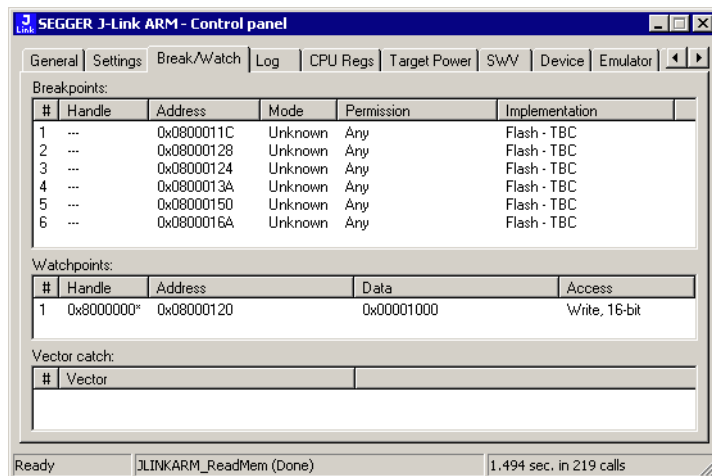 J Link SEGGER J-Link ARM - Control panel
General Settings Break/Watch Log CPU Regs Target Power SWV Device Emulator
Breakpoints:
# Handle Address Mode Permission Implementation
1 --- 0x0800011C Unknown Any Flash - TBC
2 --- 0x08000128 Unknown Any Flash - TBC
3 --- 0x08000124 Unknown Any Flash - TBC
4 --- 0x0800013A Unknown Any Flash - TBC
5 --- 0x08000150 Unknown Any Flash - TBC
6 --- 0x0800016A Unknown Any Flash - TBC
Watchpoints:
# Handle Address Data Access
1 0x8000000* 0x08000120 0x00001000 Write, 16-bit
Vector catch:
# Vector
Ready JLINKARM_ReadMem (Done) 1.494 sec. in 219 calls